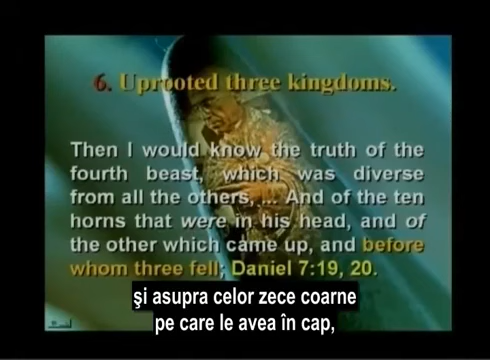 6. Uprooted three kingdoms.
Then I would know the truth of the
fourth beast, which was diverse
from all the others, ... And of the ten
horns that were in his head, and of
the other which came up, and before
whom three fell; Daniel 7:19, 20.
şi asupra celor zece coarne
pe care le avea în cap,